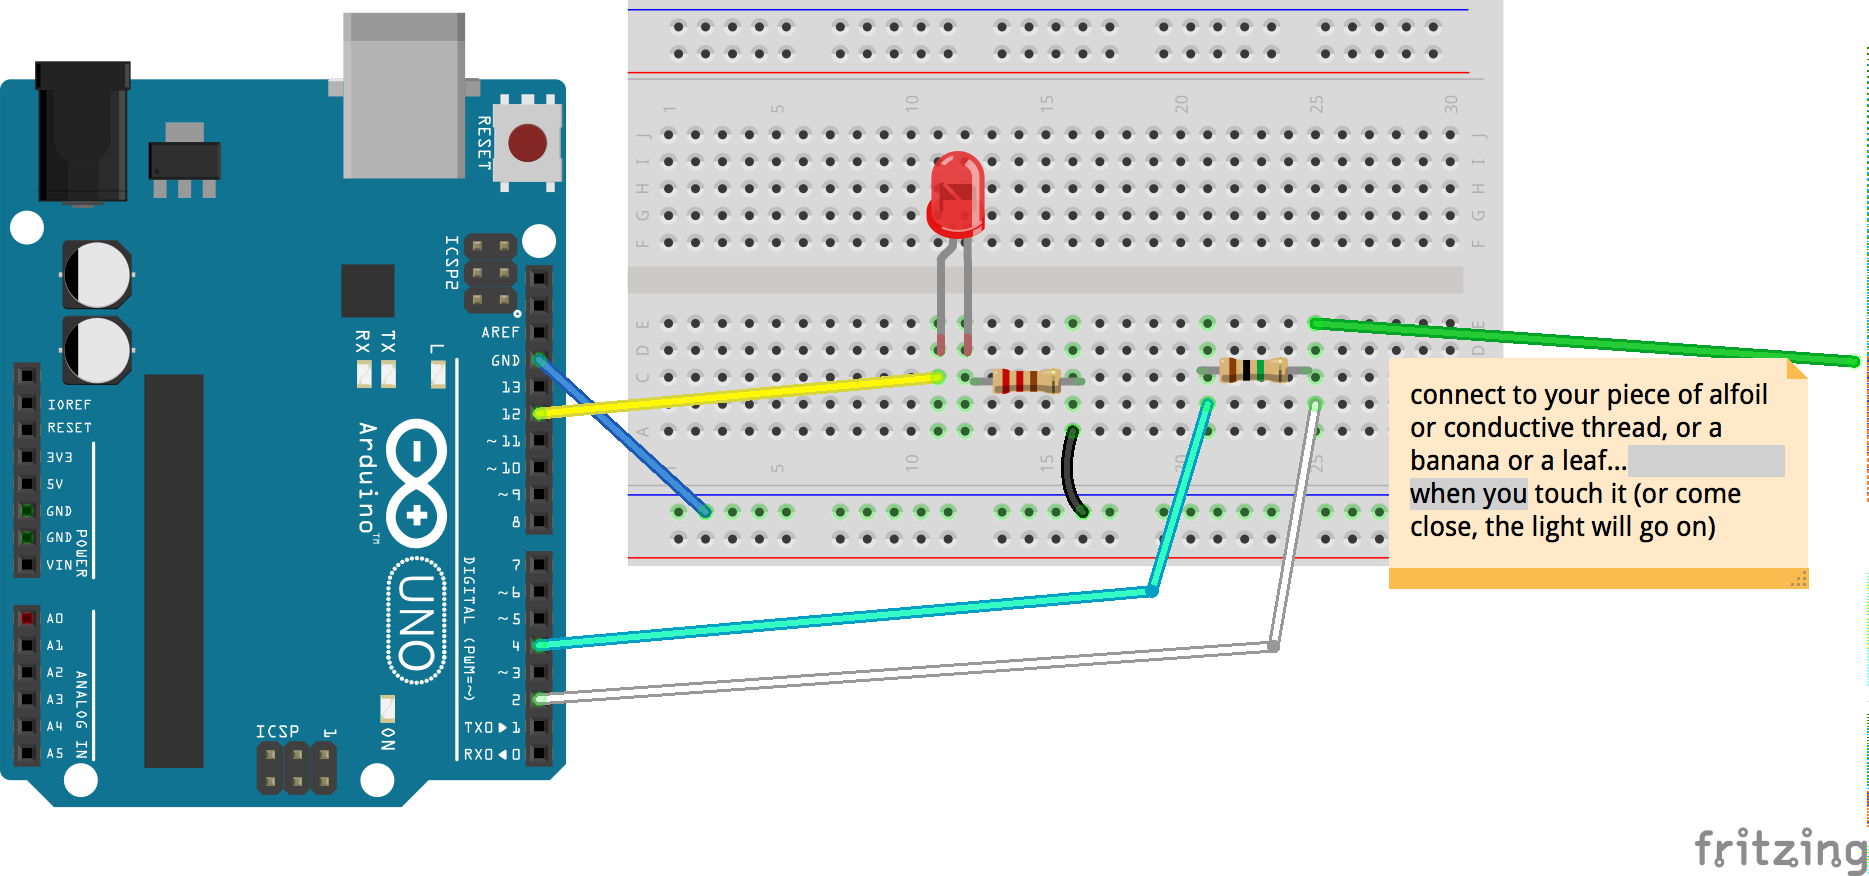 RESET
ICSP2
AREF
GND
13
12
~11
~10
~9
8
7
~6
~5
4
~3
2
TX0▶1
RX0◀0
DIGITAL (PWM=~)
RX
TX
L
Arduino™
UNO
IOREF
RESET
3V3
5V
GND
GND
VIN
POWER
A0
A1
A2
A3
A4
A5
ANALOG IN
ICSP
1
ON
1 5 10 15 20 25 30
J J
I I
H H
G G
F F
E E
D D
C
A
1 5 10 15 20 25
connect to your piece of alfoil
or conductive thread, or a
banana or a leaf...
when you touch it (or come
close, the light will go on)
fritzing